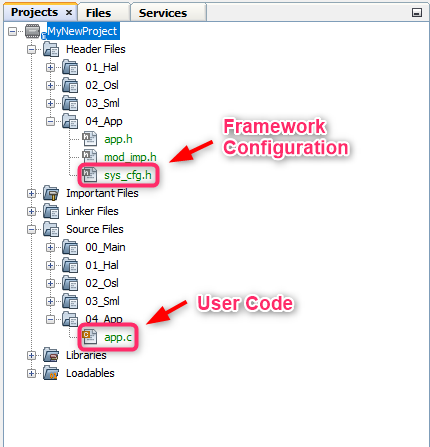 Projects × Files Services
MyNewProject
Header Files
01_Hal
02_Osl
03_Sml
04_App
app.h
mod_imp.h
sys_cfg.h
Framework
Configuration
Important Files
Linker Files
Source Files
00_Main
01_Hal
02_Osl
03_Sml
04_App
app.c
User Code
Libraries
Loadables